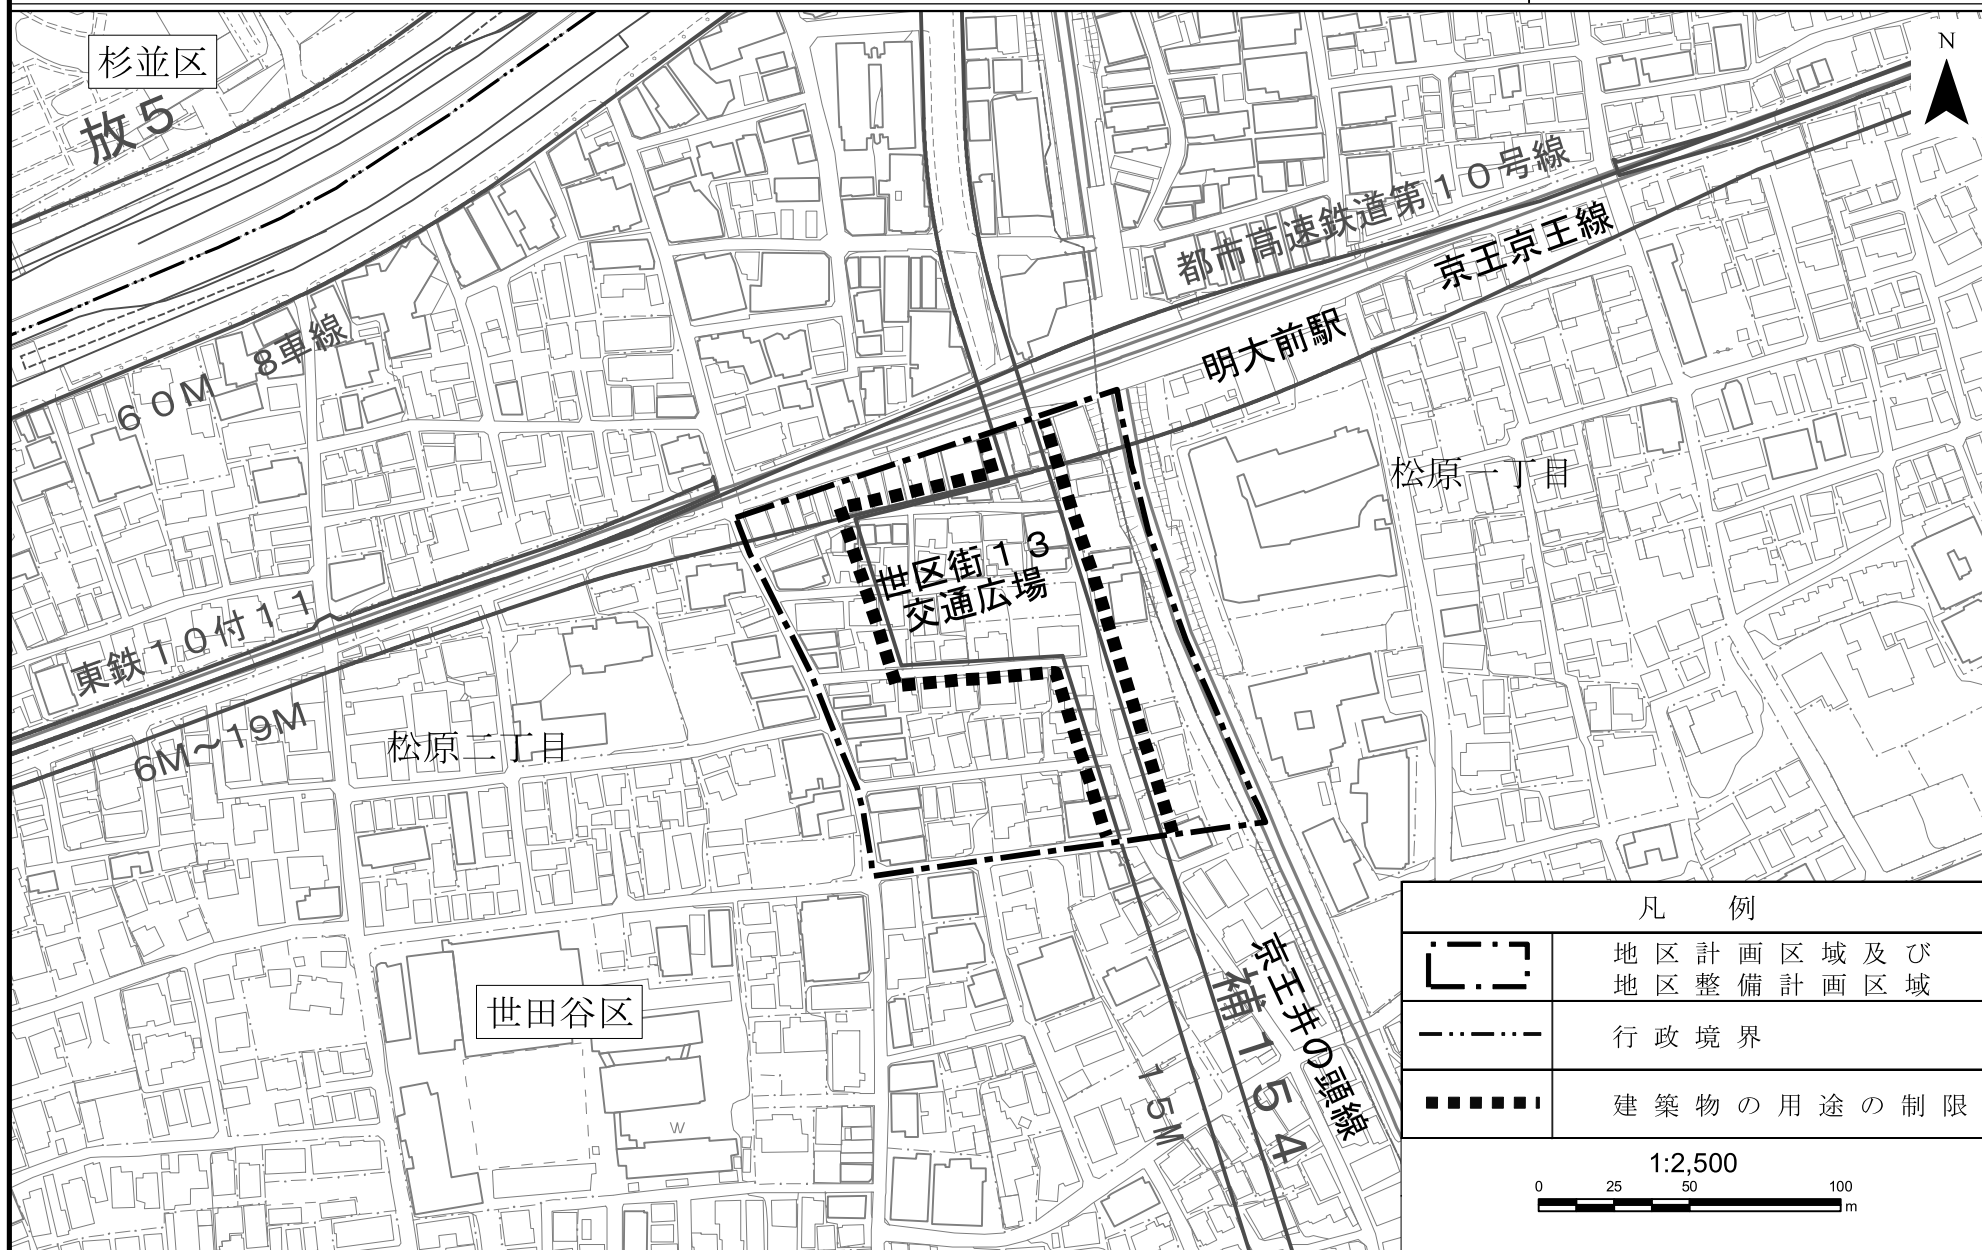 杉並区
放5
N
都市高速鉄道第10号線
京王京王線
明大前駅
60M 8車線
松原一丁目
世区街13
交通広場
東鉄10付11
6M～19M
松原二丁目
世田谷区
京王井の頭線
補154
15M
W
凡 例
地区計画区域及び
地区整備計画区域
行政境界
建築物の用途の制限
1:2,500
0 25 50 100
m